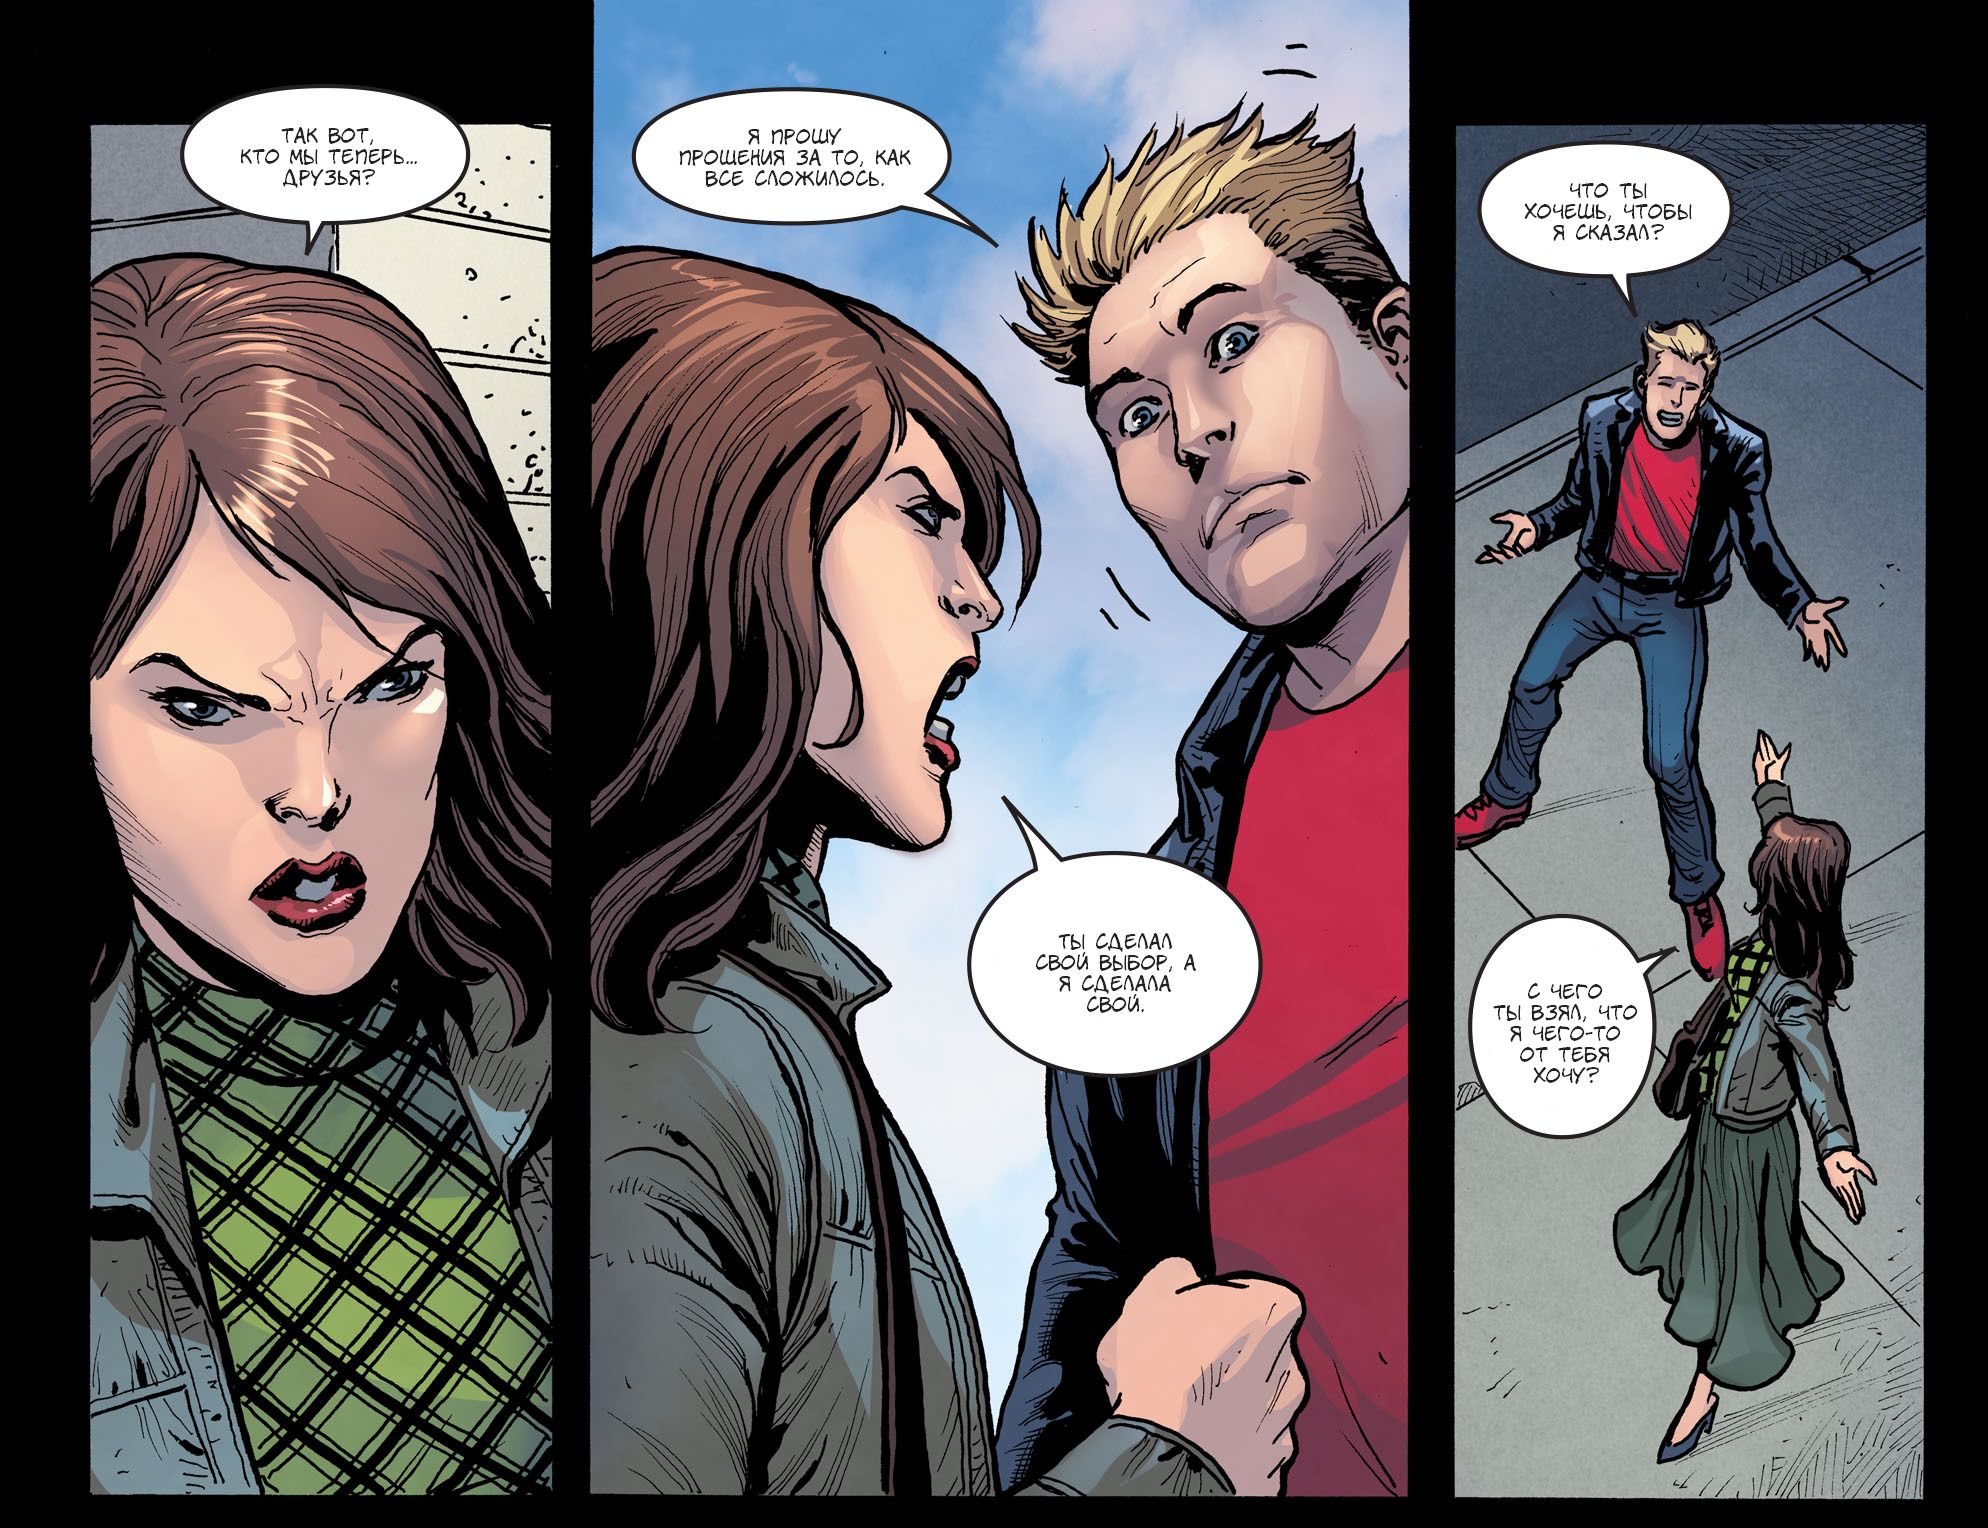 ТАК ВОТ,
КТО МЫ ТЕПЕРЬ...
ДРУЗЬЯ?
Я ПРОШУ
ПРОЩЕНИЯ ЗА ТО, КАК
ВСЕ СЛОЖИЛОСЬ.
ТЫ СДЕЛАЛ
СВОЙ ВЫБОР, А
Я СДЕЛАЛА
СВОЙ.
ЧТО ТЫ
ХОЧЕШЬ, ЧТОБЫ
Я СКАЗАЛ?
С ЧЕГО
ТЫ ВЗЯЛ, ЧТО
Я ЧЕГО-ТО
ОТ ТЕБЯ
ХОЧУ?